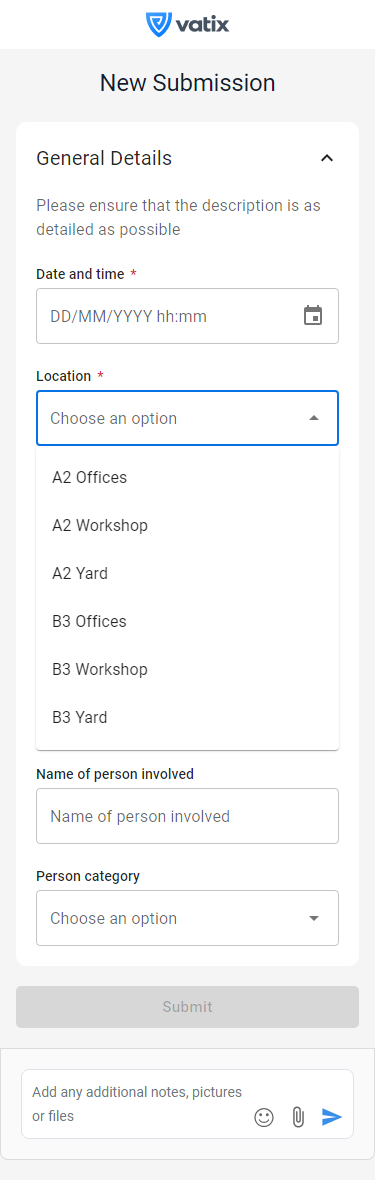 vatix
New Submission
General Details
Please ensure that the description is as
detailed as possible
Date and time *
DD/MM/YYYY hh:mm
Location *
Choose an option
A2 Offices
A2 Workshop
A2 Yard
B3 Offices
B3 Workshop
B3 Yard
Name of person involved
Name of person involved
Person category
Choose an option
Submit
Add any additional notes, pictures
or files